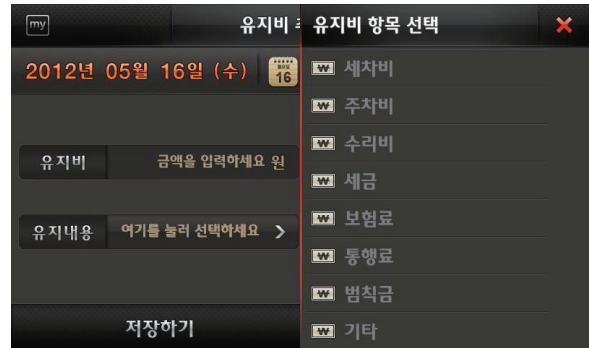 my
유지비
2012년 05월 16일 (수)
16
유지비 금액을 입력하세요 원
유지내용 여기를 눌러 선택하세요 >
저장하기
유지비 항목 선택
₩ 세차비
₩ 주차비
₩ 수리비
₩ 세금
₩ 보험료
₩ 통행료
₩ 범칙금
₩ 기타